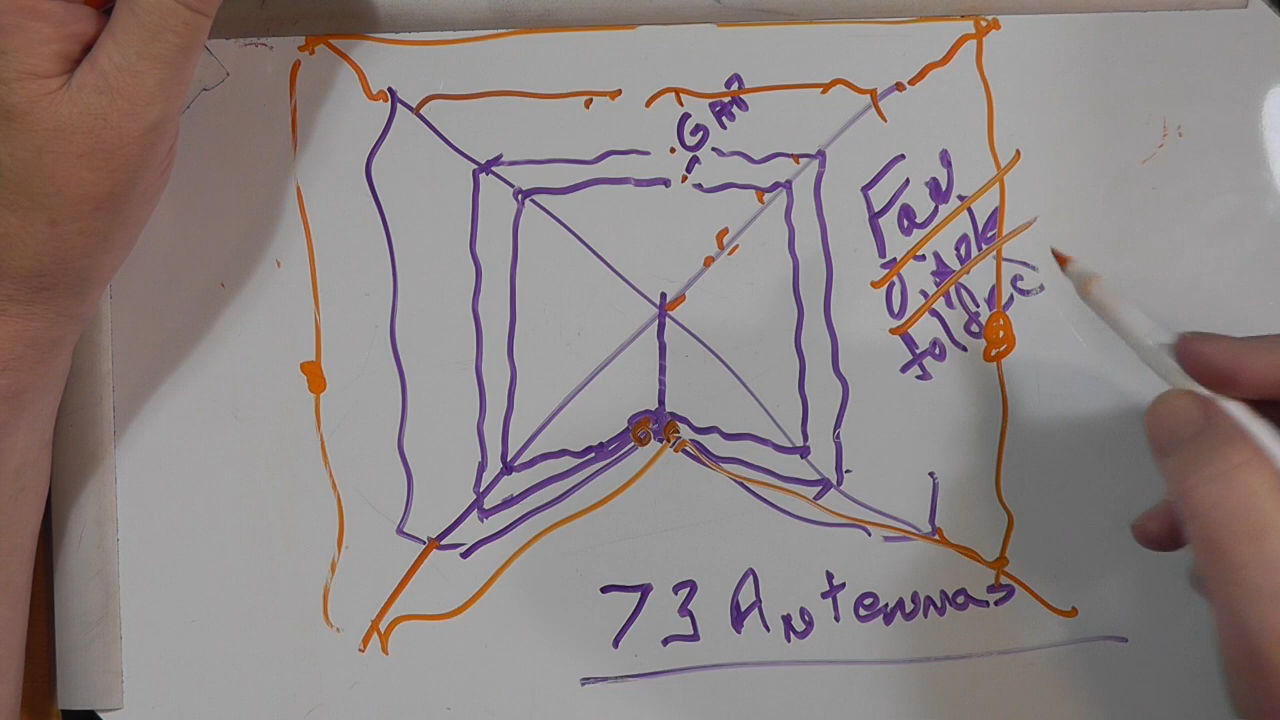 GAP
Fan
Dipole
folded
73 Antennas